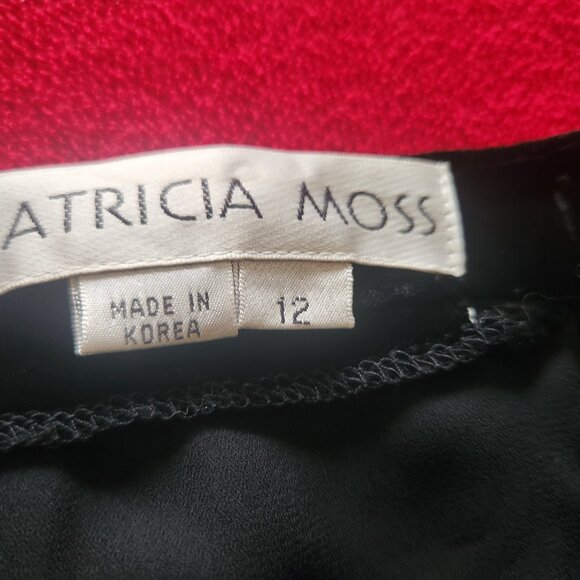 ATRICIA MOSS
MADE IN
KOREA
12